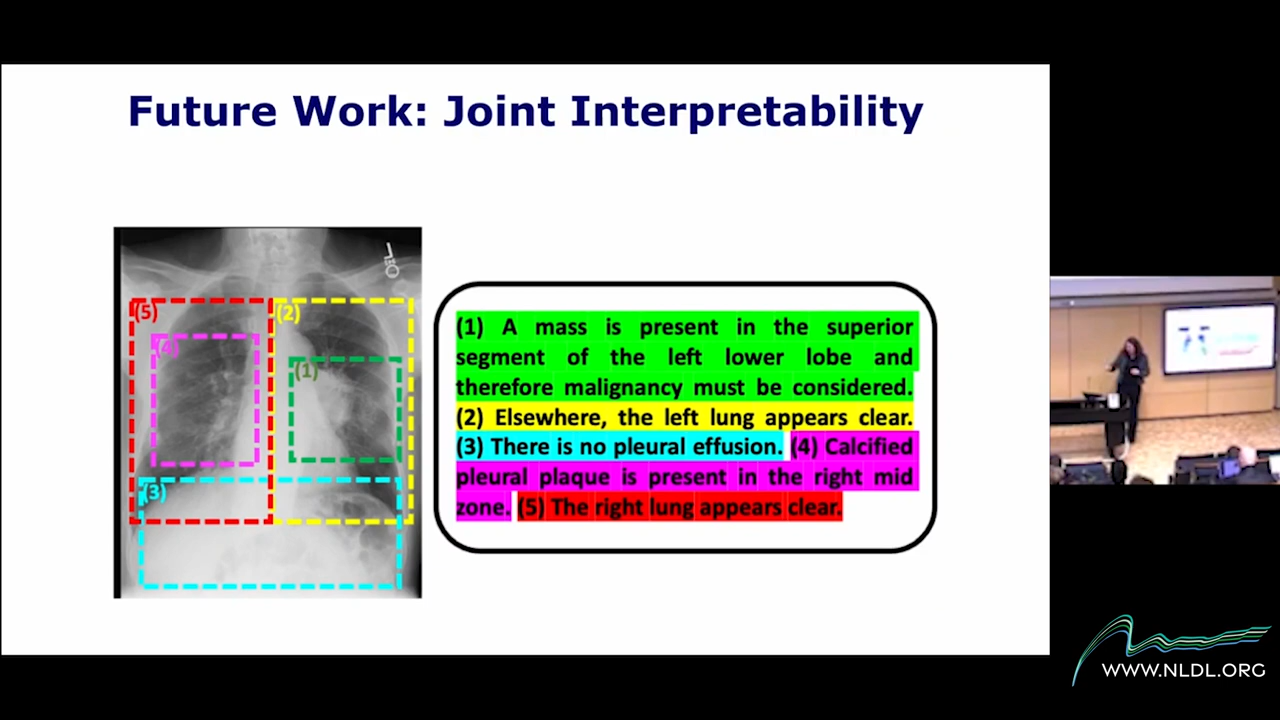 Future Work: Joint Interpretability
(5)
(2)
(4)
(1)
(3)
(1) A mass is present in the superior
segment of the left lower lobe and
therefore malignancy must be considered.
(2) Elsewhere, the left lung appears clear.
(3) There is no pleural effusion. (4) Calcified
pleural plaque is present in the right mid
zone. (5) The right lung appears clear.
WWW.NLDL.ORG